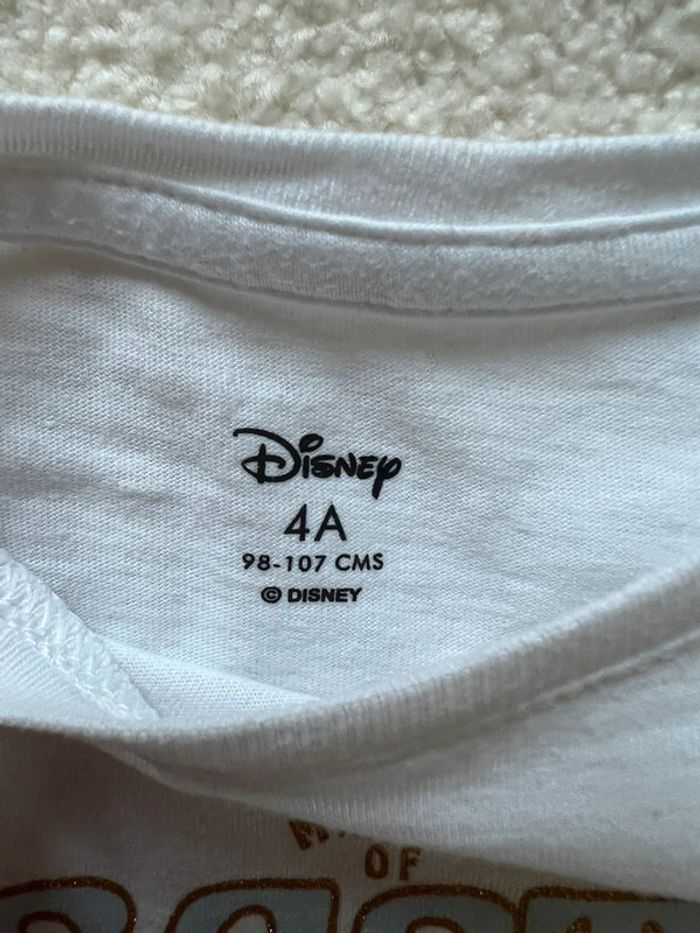 Disney
4A
98-107 CMS
© DISNEY
OF